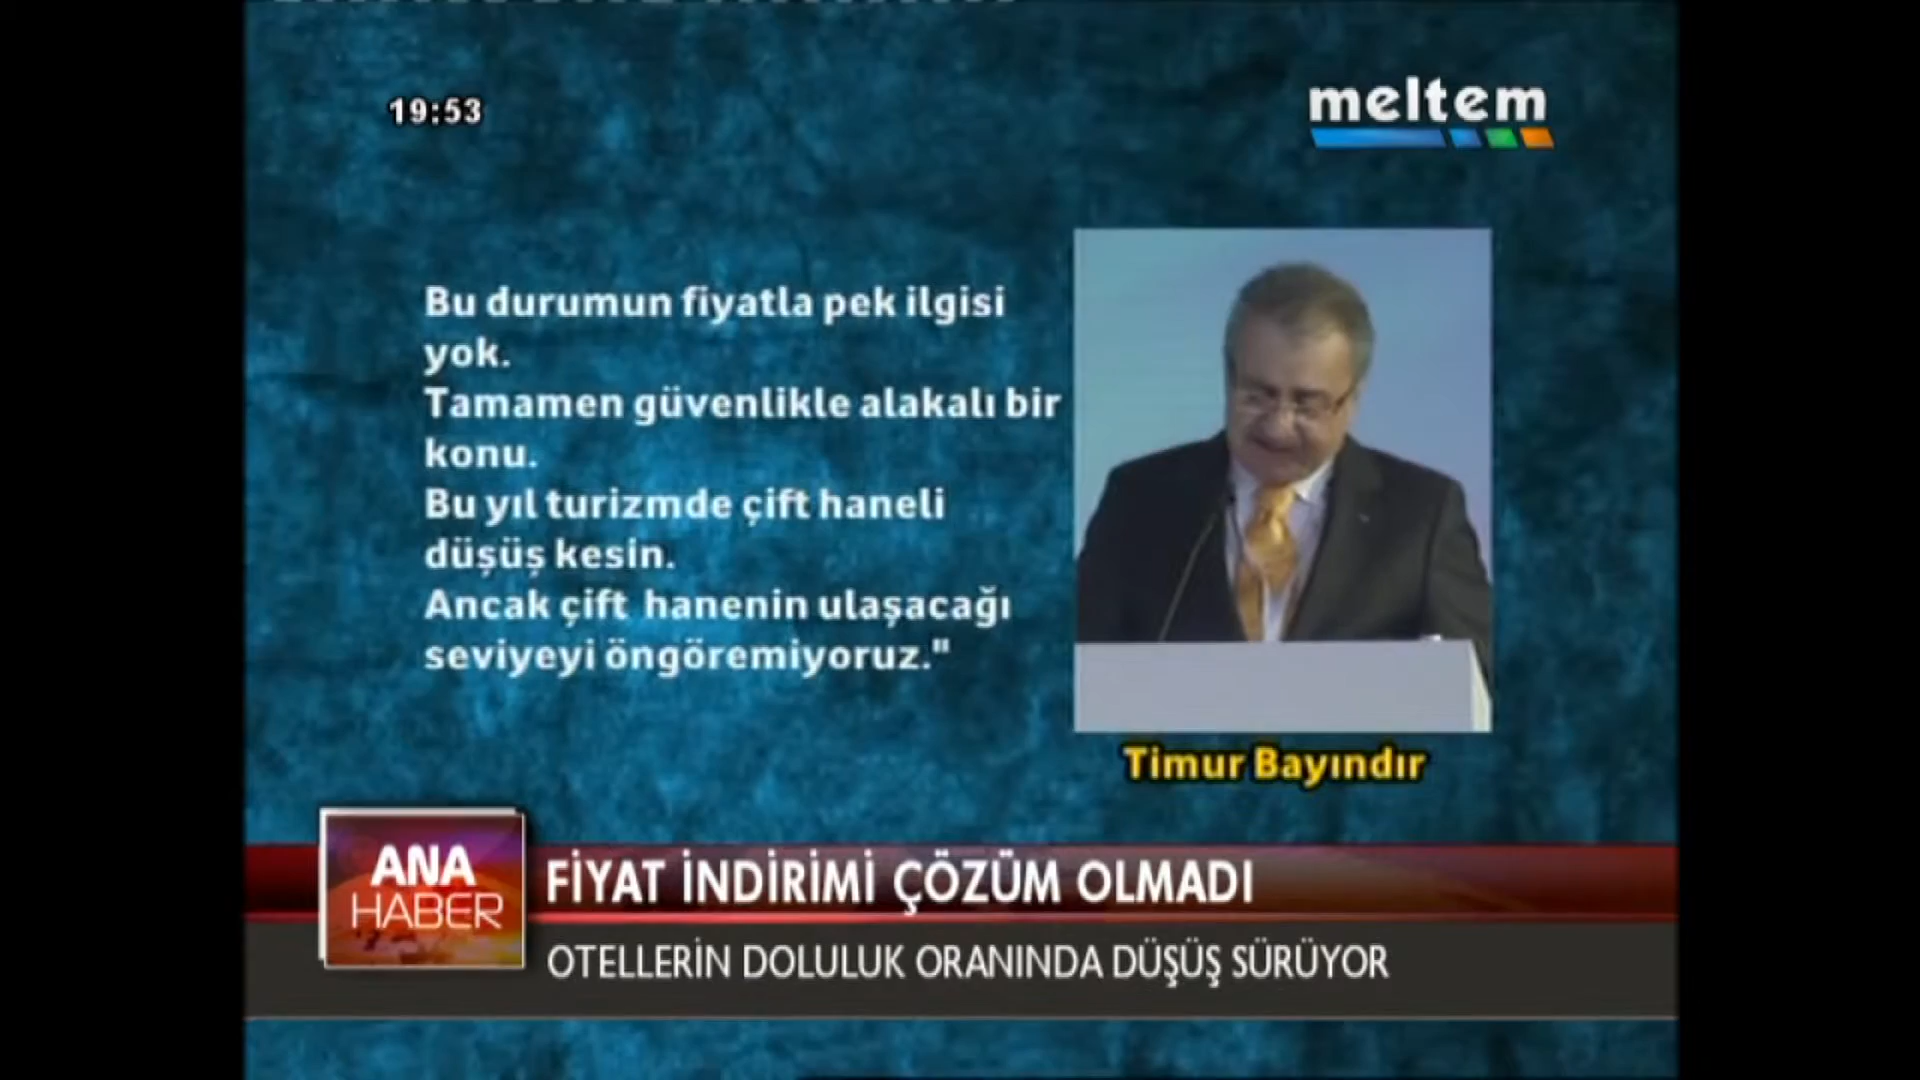 19:53
meltem
Bu durumun fiyatla pek ilgisi
yok.
Tamamen güvenlikle alakalı bir
konu.
Bu yıl turizmde çift haneli
düşüş kesin.
Ancak çift hanenin ulaşacağı
seviyeyi öngöremiyoruz."
Timur Bayındır
ANA
HABER
FİYAT İNDİRİMİ ÇÖZÜM OLMADI
OTELLERİN DOLULUK ORANINDA DÜŞÜŞ SÜRÜYOR